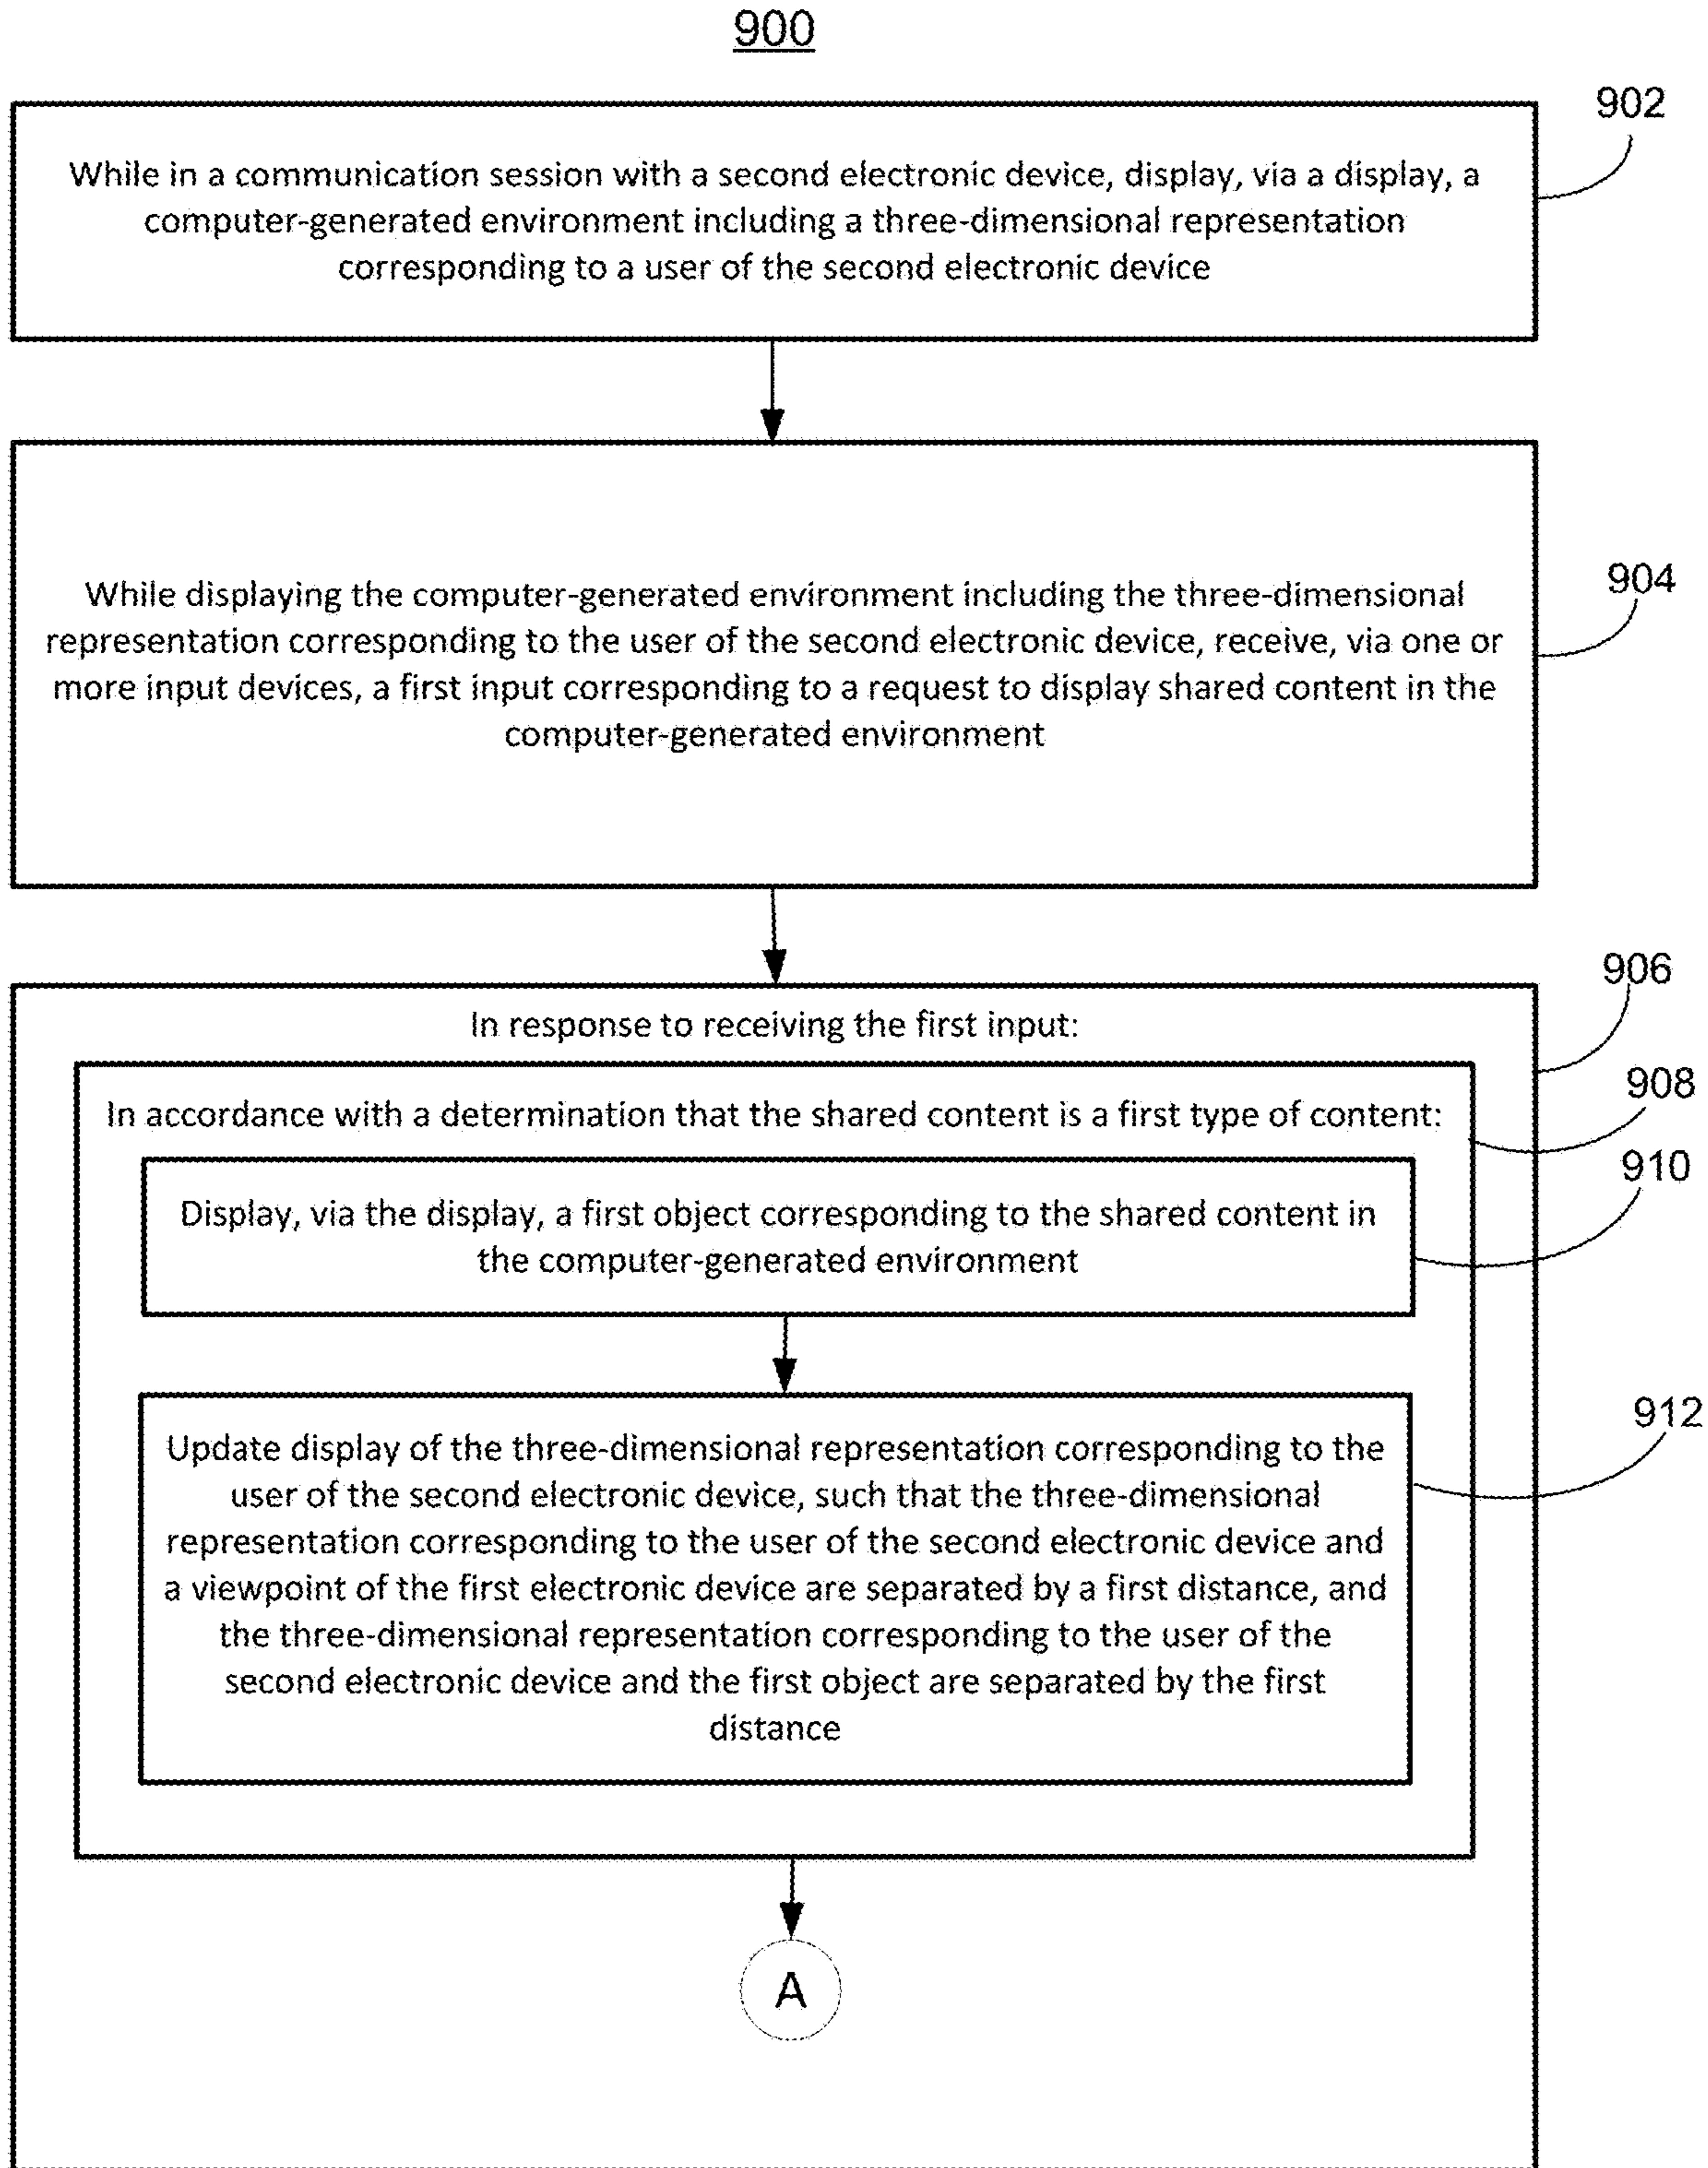 900
902
While in a communication session with a second electronic device, display, via a display, a
computer-generated environment including a three-dimensional representation
corresponding to a user of the second electronic device
904
While displaying the computer-generated environment including the three-dimensional
representation corresponding to the user of the second electronic device, receive, via one or
more input devices, a first input corresponding to a request to display shared content in the
computer-generated environment
906
In response to receiving the first input:
908
In accordance with a determination that the shared content is a first type of content:
910
Display, via the display, a first object corresponding to the shared content in
the computer-generated environment
912
Update display of the three-dimensional representation corresponding to the
user of the second electronic device, such that the three-dimensional
representation corresponding to the user of the second electronic device and
a viewpoint of the first electronic device are separated by a first distance, and
the three-dimensional representation corresponding to the user of the
second electronic device and the first object are separated by the first
distance
A